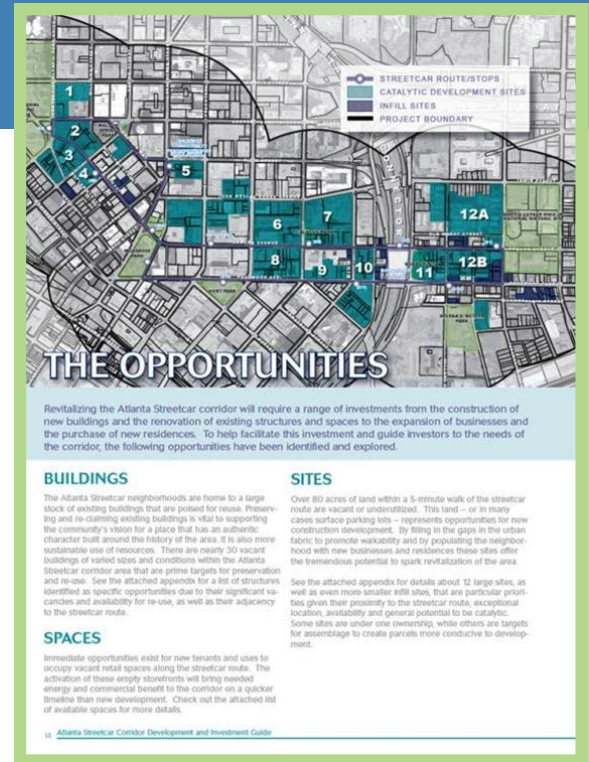 STREETCAR ROUTE/STOPS
CATALYTIC DEVELOPMENT SITES
INFILL SITES
PROJECT BOUNDARY
CONNECTOR
1
2
3
4
5
6
7
8
9
10
11
12A
12B
THE OPPORTUNITIES
Revitalizing the Atlanta Streetcar corridor will require a range of investments from the construction of
new buildings and the renovation of existing structures and spaces to the expansion of businesses and
the purchase of new residences. To help facilitate this investment and guide investors to the needs of
the corridor, the following opportunities have been identified and explored.
BUILDINGS
The Atlanta Streetcar neighborhoods are home to a large
stock of existing buildings that are poised for reuse. Preserv-
ing and re-claiming existing buildings is vital to supporting
the community's vision for a place that has an authentic
character built around the history of the area. It is also more
sustainable use of resources. There are nearly 30 vacant
buildings of varied sizes and conditions within the Atlanta
Streetcar corridor area that are prime targets for preservation
and re-use. See the attached appendix for a list of structures
identified as specific opportunities due to their significant va-
cancies and availability for re-use, as well as their adjacency
to the streetcar route.
SPACES
Immediate opportunities exist for new tenants and uses to
occupy vacant retail spaces along the streetcar route. The
activation of these empty storefronts will bring needed
energy and commercial benefit to the corridor on a quicker
timeline than new development. Check out the attached list
of available spaces for more details.
SITES
Over 80 acres of land within a 5-minute walk of the streetcar
route are vacant or underutilized. This land – or in many
cases surface parking lots – represents opportunities for new
construction development. By filling in the gaps in the urban
fabric to promote walkability and by populating the neighbor-
hood with new businesses and residences these sites offer
the tremendous potential to spark revitalization of the area.
See the attached appendix for details about 12 large sites, as
well as even more smaller infill sites, that are particular priori-
ties given their proximity to the streetcar route, exceptional
location, availability and general potential to be catalytic.
Some sites are under one ownership, while others are targets
for assemblage to create parcels more conducive to develop-
ment.
14 Atlanta Streetcar Corridor Development and Investment Guide